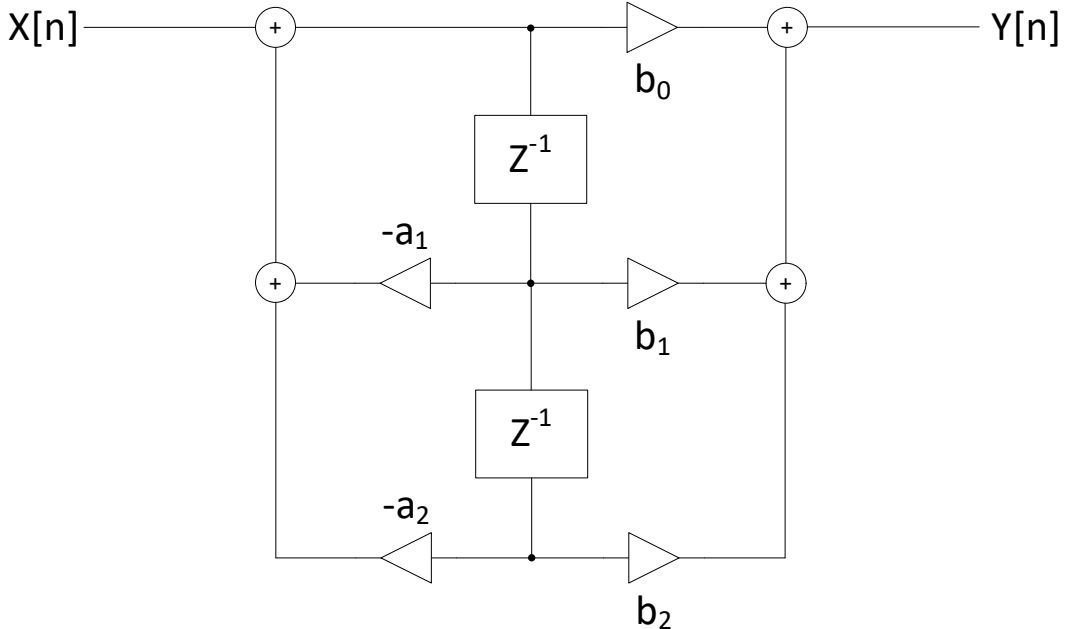 X[n]
+
+
Y[n]
b₀
Z⁻¹
-a₁
+
+
b₁
Z⁻¹
-a₂
b₂